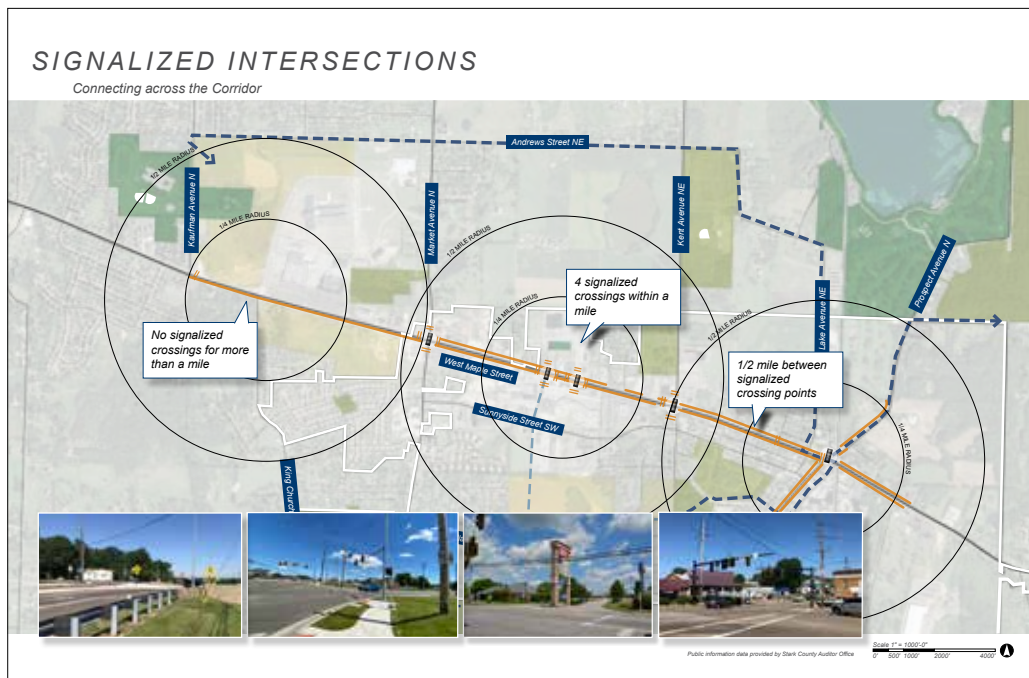 SIGNALIZED INTERSECTIONS
Connecting across the Corridor
Andrews Street NE
1/2 MILE RADIUS
Kaufman Avenue N
1/4 MILE RADIUS
Market Avenue N
1/2 MILE RADIUS
Kent Avenue NE
Prospect Avenue N
Lake Avenue NE
1/4 MILE RADIUS
4 signalized
crossings within a
mile
1/2 MILE RADIUS
No signalized
crossings for more
than a mile
West Maple Street
1/2 mile between
signalized
crossing points
Sunnyside Street SW
1/4 MILE RADIUS
King Church
Public information data provided by Stark County Auditor Office
Scale 1" = 1000'-0"
0' 500' 1000' 2000' 4000'